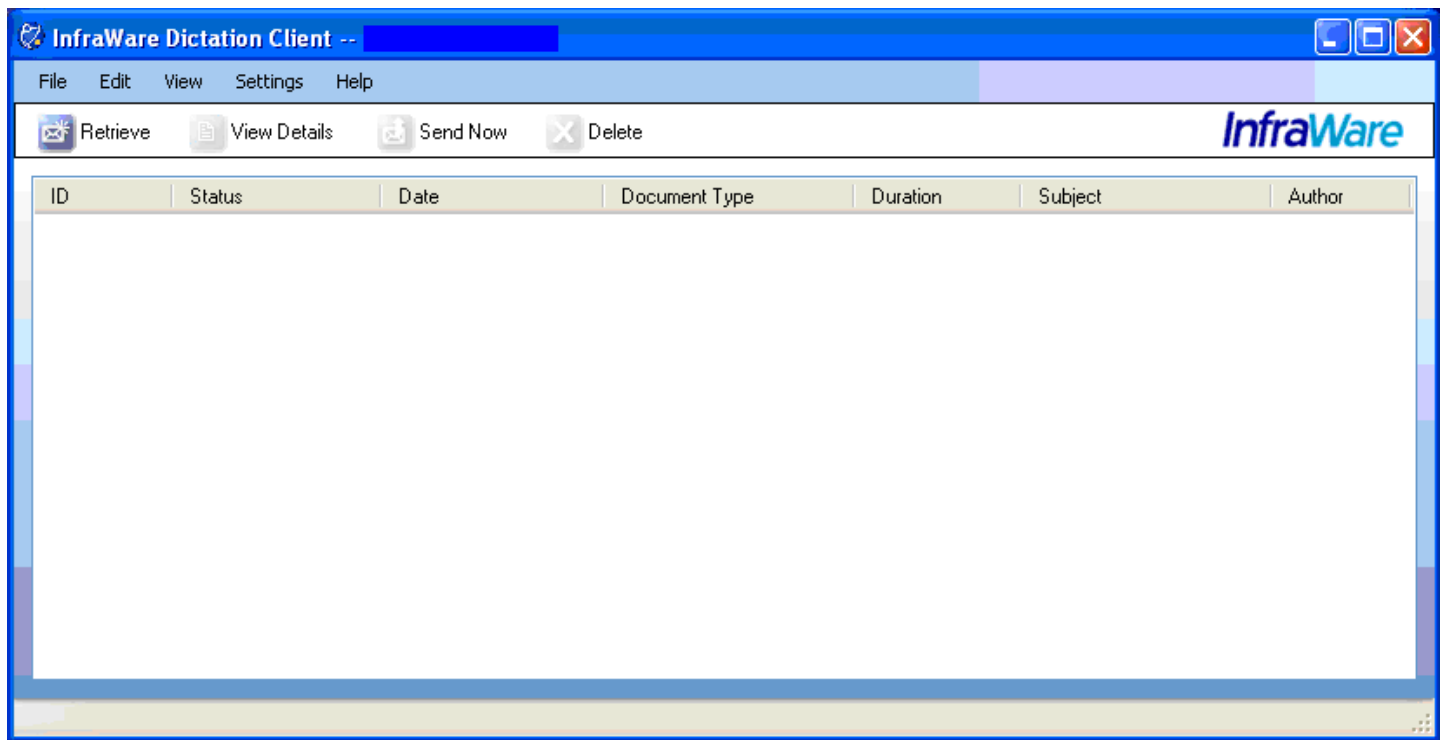 InfraWare Dictation Client --
File Edit View Settings Help
Retrieve View Details Send Now Delete InfraWare
ID Status Date Document Type Duration Subject Author